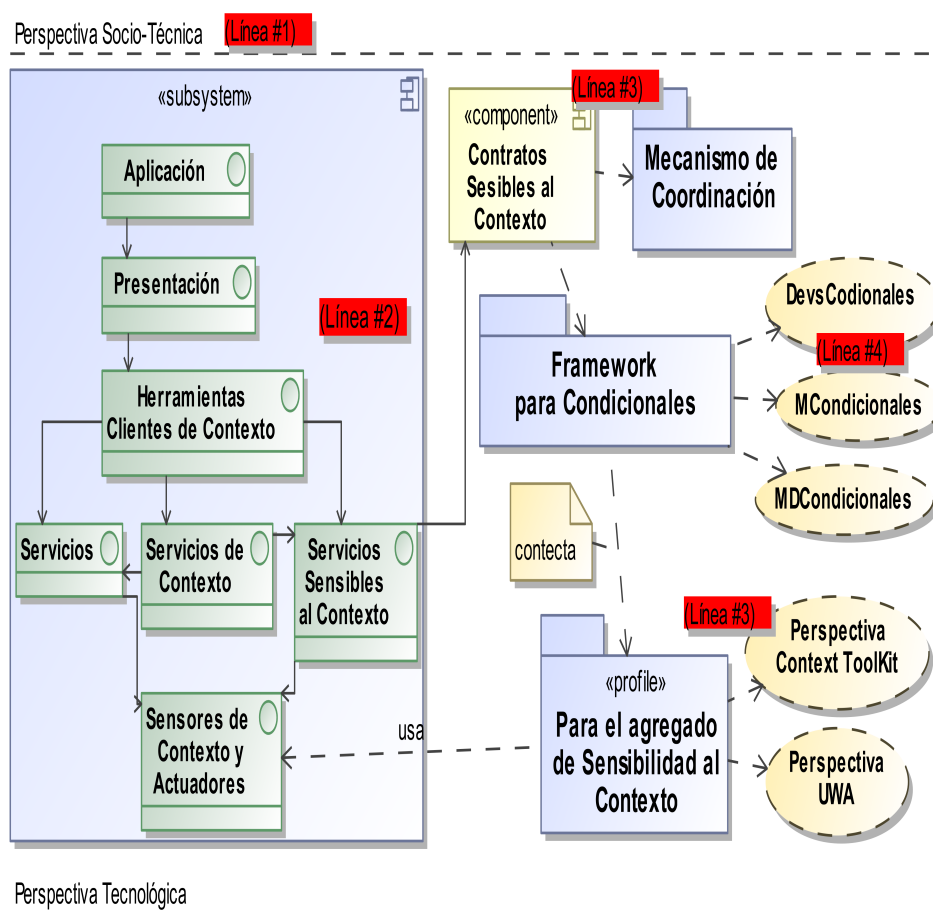 Perspectiva Socio-Técnica
(Línea #1)
«subsystem»
Aplicación
Presentación
(Línea #2)
Herramientas
Clientes de Contexto
Servicios
Servicios de
Contexto
Servicios
Sensibles
al Contexto
Sensores de
Contexto y
Actuadores
usa
(Línea #3)
«component»
Contratos
Sesibles al
Contexto
Mecanismo de
Coordinación
Framework
para Condicionales
DevsCodionales
(Línea #4)
MCondicionales
MDCondicionales
contecta
(Línea #3)
«profile»
Para el agregado
de Sensibilidad al
Contexto
Perspectiva
Context ToolKit
Perspectiva
UWA
Perspectiva Tecnológica